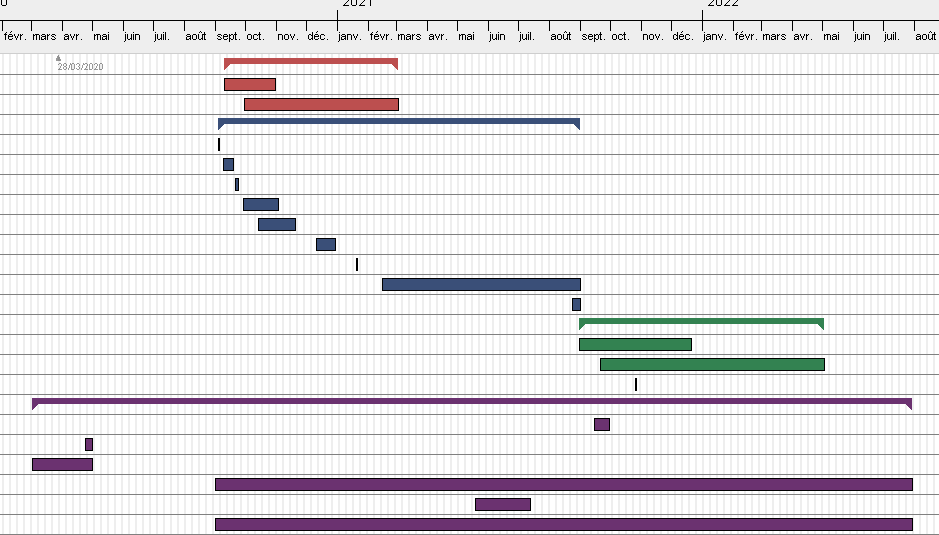 0 2021 2022
févr. mars avr. mai juin juil. août sept. oct. nov. déc. janv. févr. mars avr. mai juin juil. août sept. oct. nov. déc. janv. févr. mars avr. mai juin juil. août
28/03/2020